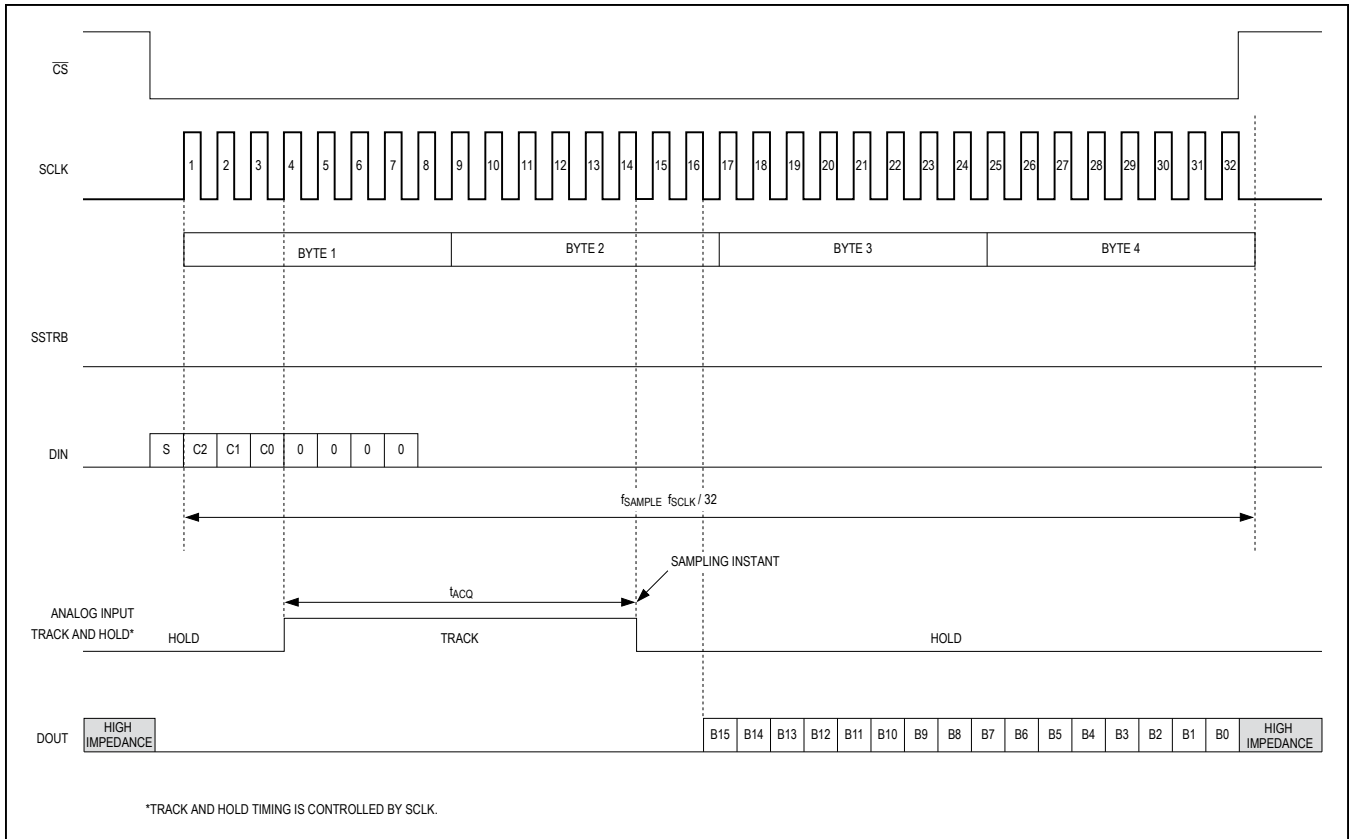 CS
SCLK
1 2 3 4 5 6 7 8 9 10 11 12 13 14 15 16 17 18 19 20 21 22 23 24 25 26 27 28 29 30 31 32
BYTE 1 BYTE 2 BYTE 3 BYTE 4
SSTRB
DIN
S C2 C1 C0 0 0 0 0
fSAMPLE fSCLK / 32
SAMPLING INSTANT
tACQ
ANALOG INPUT
TRACK AND HOLD*
HOLD TRACK HOLD
DOUT
HIGH
IMPEDANCE
B15 B14 B13 B12 B11 B10 B9 B8 B7 B6 B5 B4 B3 B2 B1 B0
HIGH
IMPEDANCE
*TRACK AND HOLD TIMING IS CONTROLLED BY SCLK.